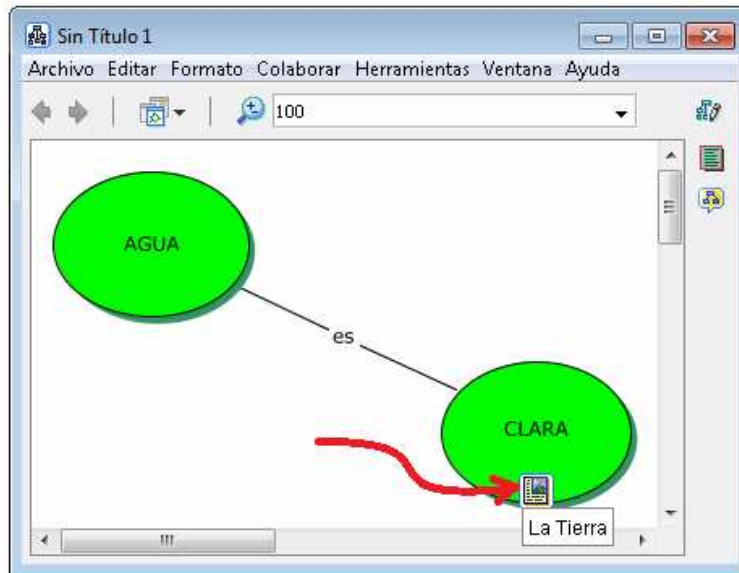 Sin Título 1
Archivo Editar Formato Colaborar Herramientas Ventana Ayuda
100
AGUA
es
CLARA
La Tierra